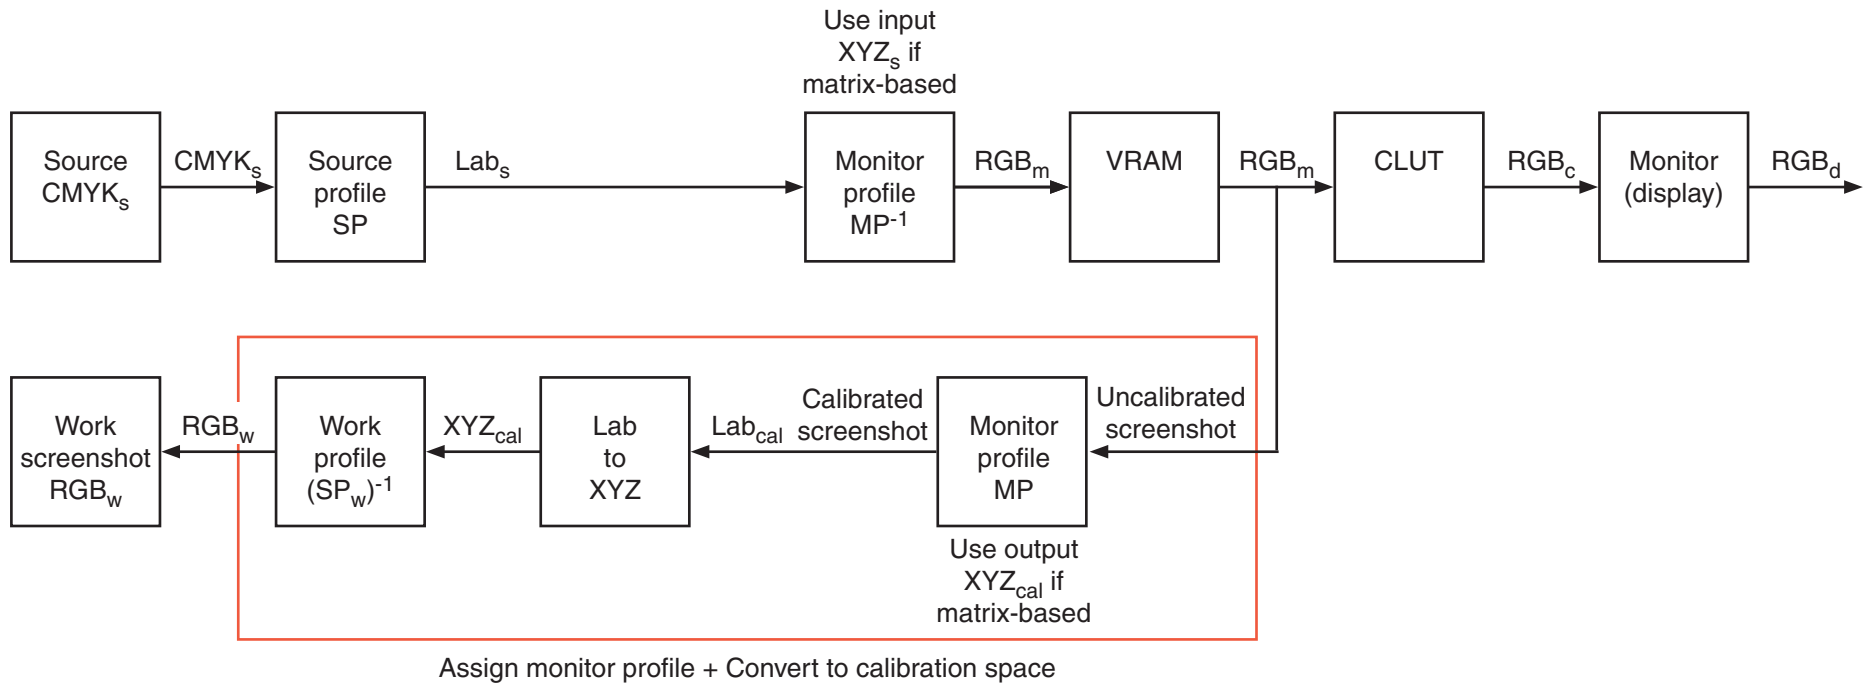 Use input
XYZs if
matrix-based
Source
CMYKs
CMYKs
Source
profile
SP
Labs
Monitor
profile
MP-1
RGBm
VRAM
RGBm
CLUT
RGBc
Monitor
(display)
RGBd
Work
screenshot
RGBw
RGBw
Work
profile
(SPw)-1
XYZcal
Lab
to
XYZ
Labcal
Calibrated
screenshot
Monitor
profile
MP
Uncalibrated
screenshot
Use output
XYZcal if
matrix-based
Assign monitor profile + Convert to calibration space